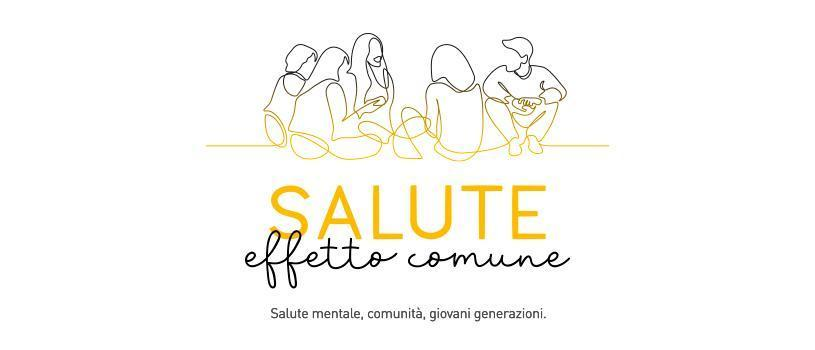 SALUTE
effetto comune
Salute mentale, comunità, giovani generazioni.